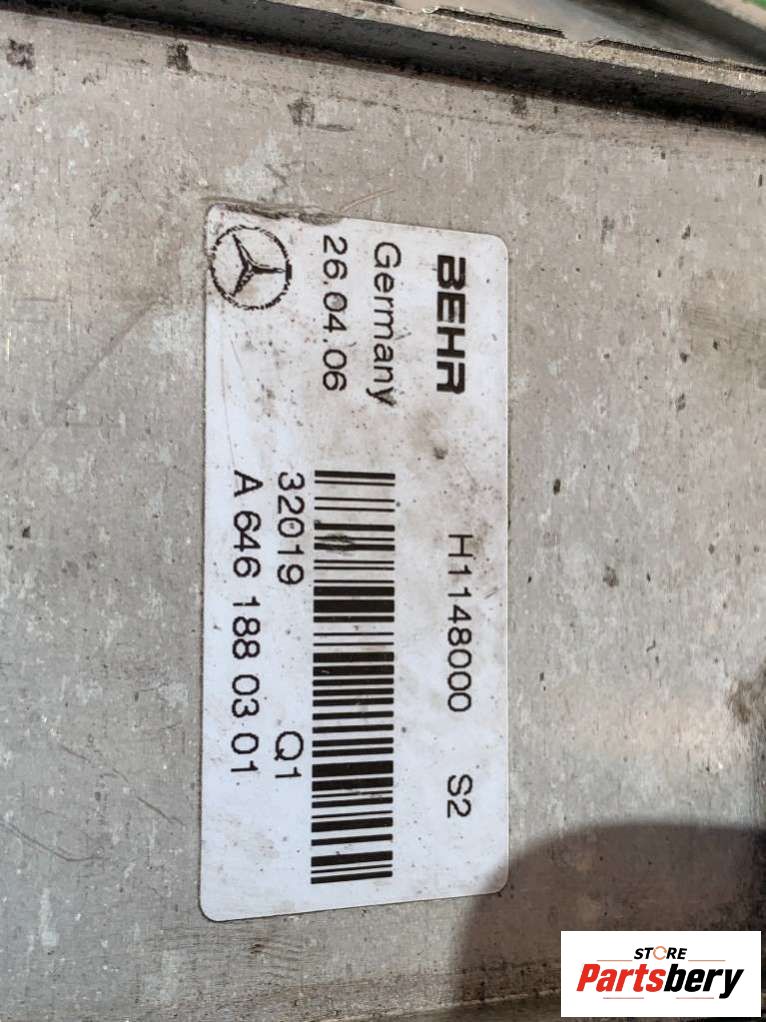 BEHR H1148000 S2
Germany
26.04.06
32019 Q1
A 646 188 03 01
STORE
Partsbery